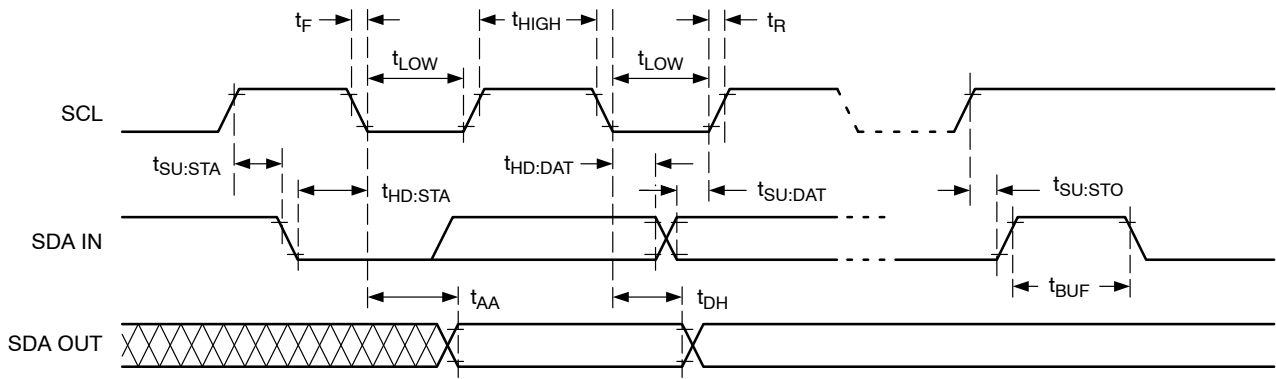 tF
tHIGH
tR
tLOW
tLOW
SCL
tSU:STA
tHD:STA
tHD:DAT
tSU:DAT
tSU:STO
SDA IN
tBUF
tAA
tDH
SDA OUT